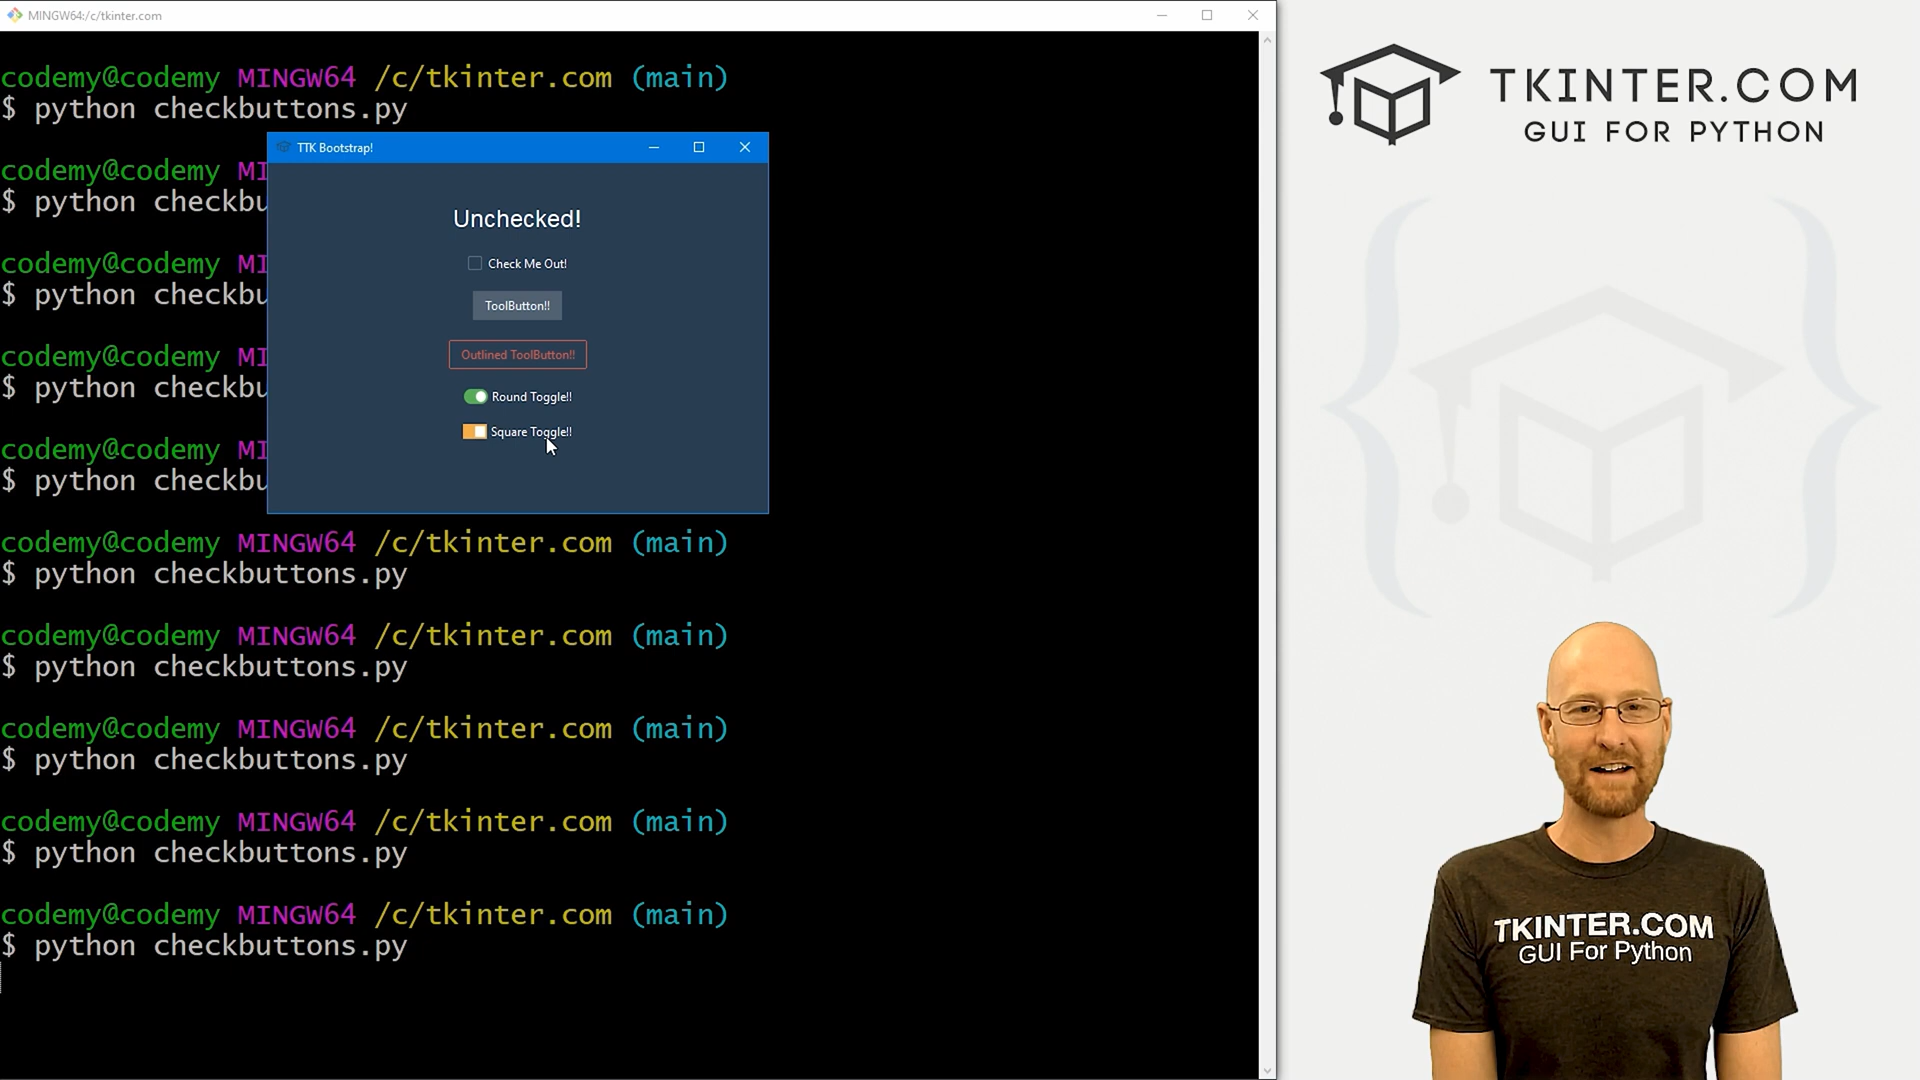 MINGW64:/c/tkinter.com
codemy@codemy MINGW64 /c/tkinter.com (main)
$ python checkbuttons.py
codemy@codemy MI
$ python checkbu
codemy@codemy MI
$ python checkbu
codemy@codemy MI
$ python checkbu
codemy@codemy MI
$ python checkbu
codemy@codemy MINGW64 /c/tkinter.com (main)
$ python checkbuttons.py
codemy@codemy MINGW64 /c/tkinter.com (main)
$ python checkbuttons.py
codemy@codemy MINGW64 /c/tkinter.com (main)
$ python checkbuttons.py
codemy@codemy MINGW64 /c/tkinter.com (main)
$ python checkbuttons.py
codemy@codemy MINGW64 /c/tkinter.com (main)
$ python checkbuttons.py
TTK Bootstrap!
Unchecked!
Check Me Out!
ToolButton!!
Outlined ToolButton!!
Round Toggle!!
Square Toggle!!
TKINTER.COM
GUI FOR PYTHON
TKINTER.COM
GUI For Python